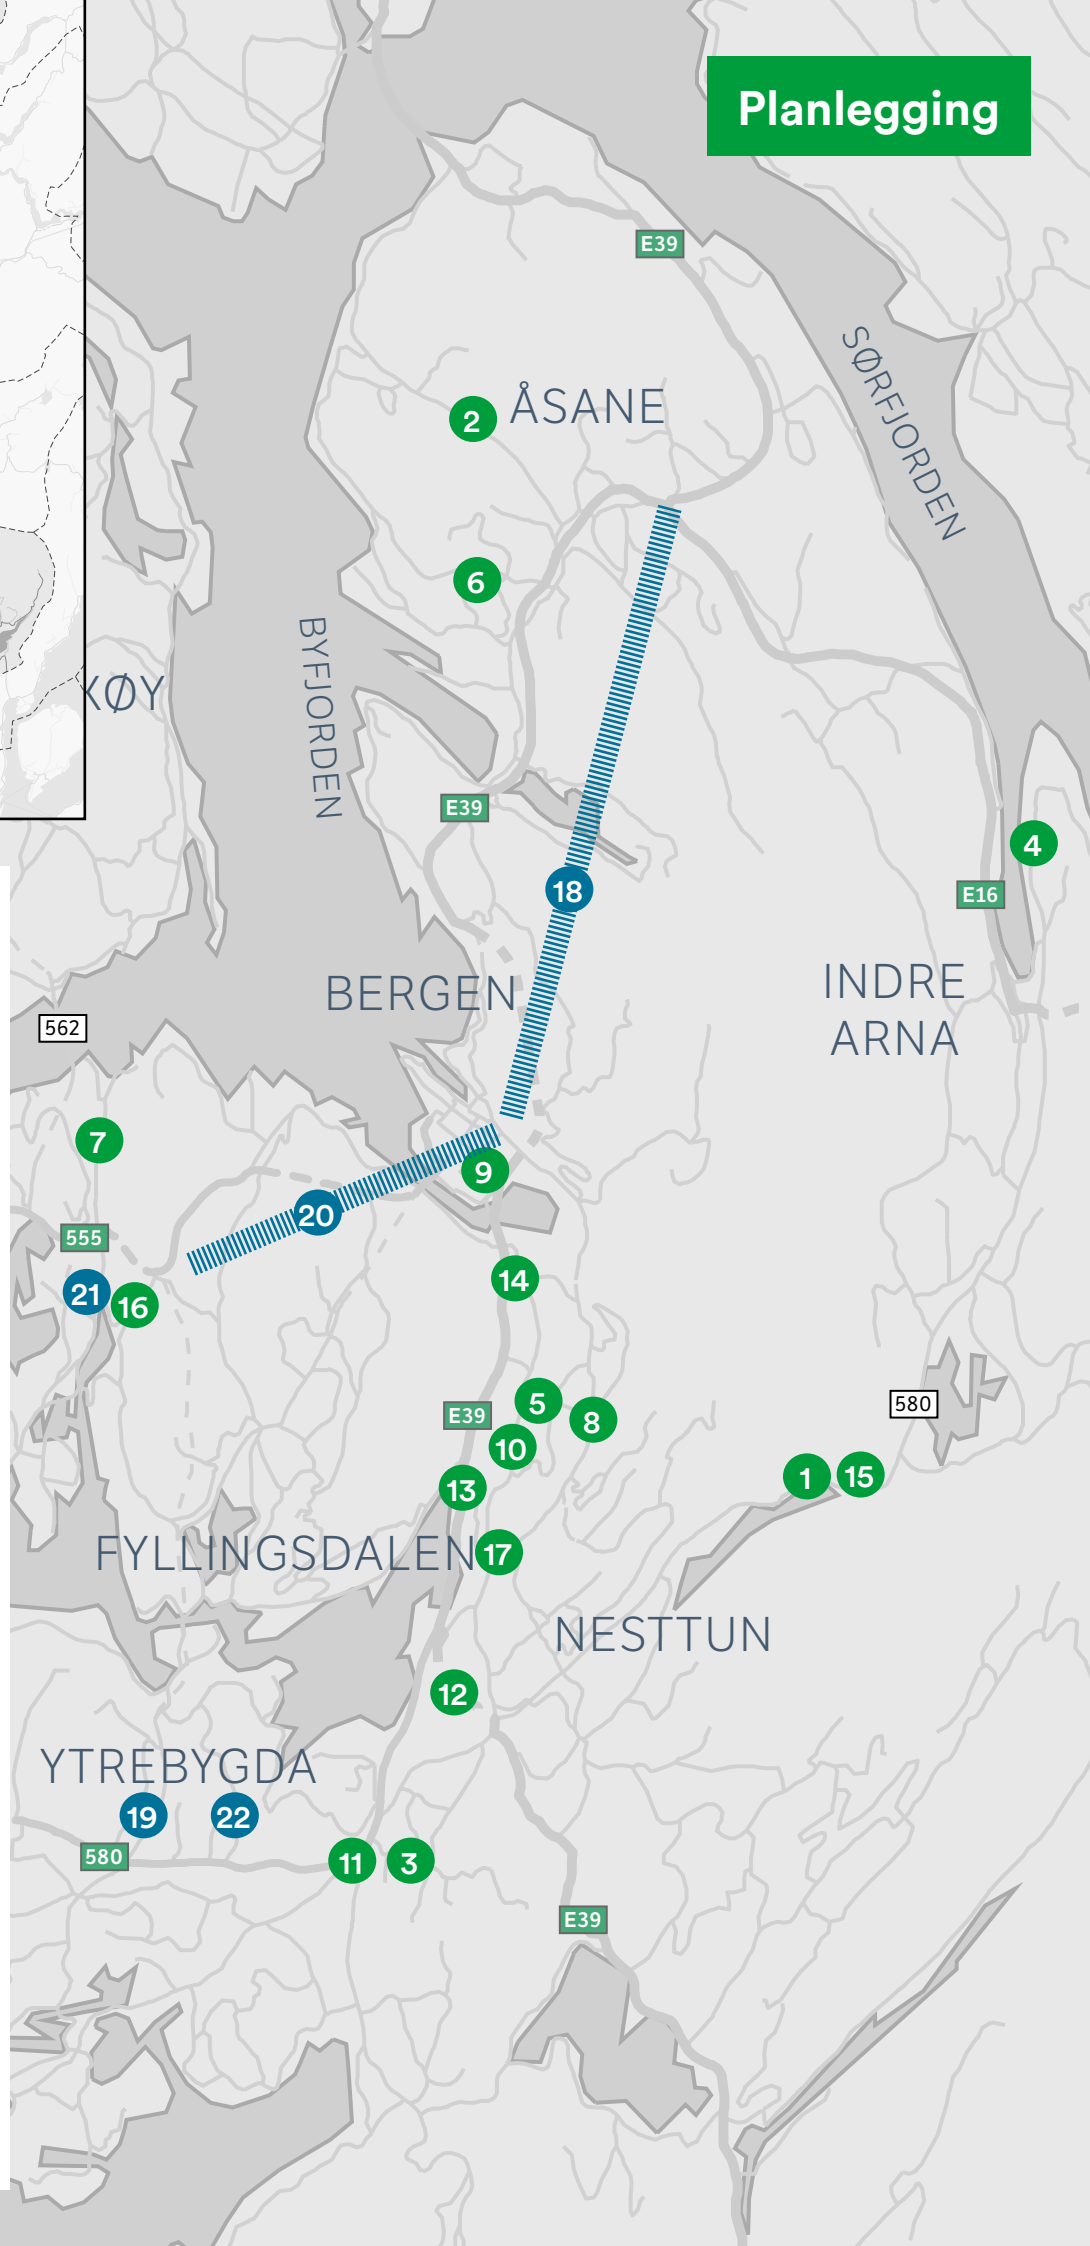 Planlegging
E39
SØRFJORDEN
2
ÅSANE
6
BYFJORDEN
KØY
E39
4
18
E16
BERGEN
INDRE
ARNA
562
7
9
20
555
14
21
16
5
8
E39
10
580
13
1
15
FYLLINGSDALEN
17
NESTTUN
12
YTREBYGDA
19
22
580
11
3
E39